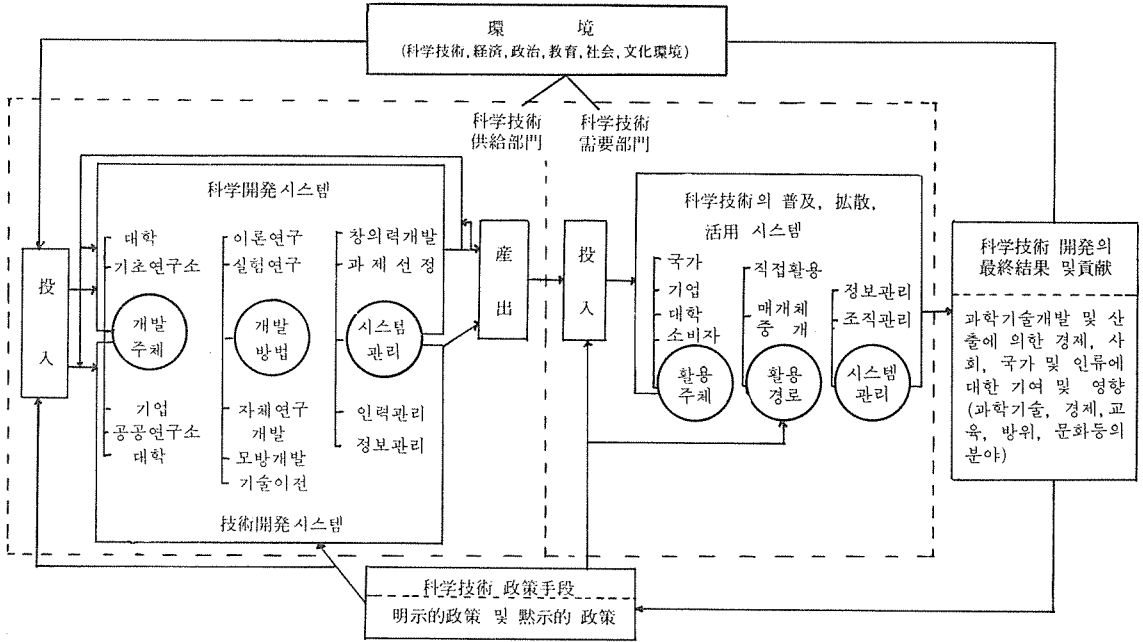 環 境
(科学技術, 経済, 政治, 教育, 社会, 文化環境)
科学技術
供給部門
科学技術
需要部門
科学開発시스템
대학
기초연구소
이론연구
실험연구
창의력개발
과제선정
投
入
개발
주체
개발
방법
시스템
관리
기업
공공연구소
대학
자체연구
개발
모방개발
기술이전
인력관리
정보관리
技術開発시스템
産
出
投
入
科学技術의 普及, 拡散,
活用 시스템
국가
기업
대학
소비자
직접활용
매개체
중개
정보관리
조직관리
활용
주체
활용
경로
시스템
관리
科学技術 開発의
最終結果 및貢献
과학기술개발 및 산
출에 의한 경제, 사
회, 국가 및 인류에
대한 기여 및 영향
(과학기술, 경제,교
육, 방위, 문화등의
분야)
科学技術 政策手段
明示的政策 및 黙示的 政策